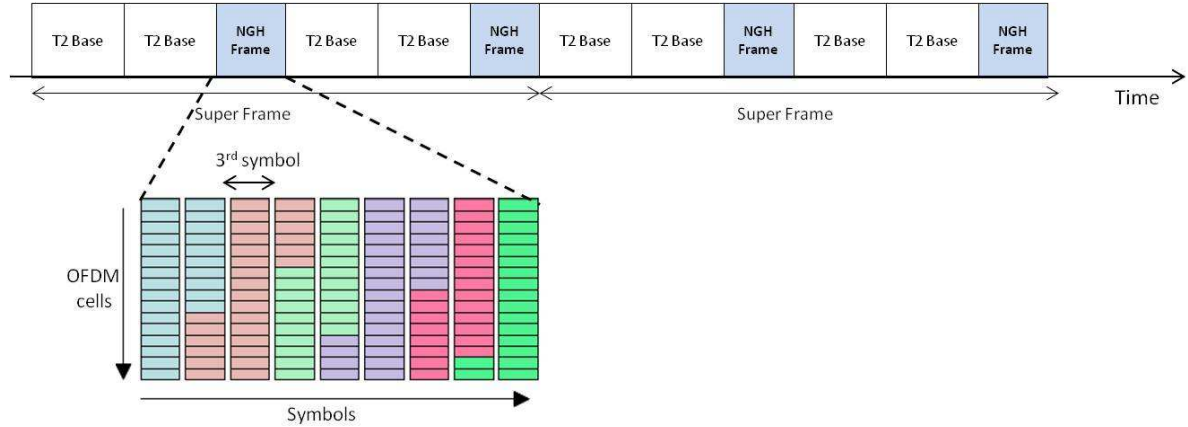 T2 Base
T2 Base
NGH
Frame
T2 Base
T2 Base
NGH
Frame
T2 Base
T2 Base
NGH
Frame
T2 Base
T2 Base
NGH
Frame
Super Frame
Super Frame
Time
3rd symbol
OFDM
cells
Symbols